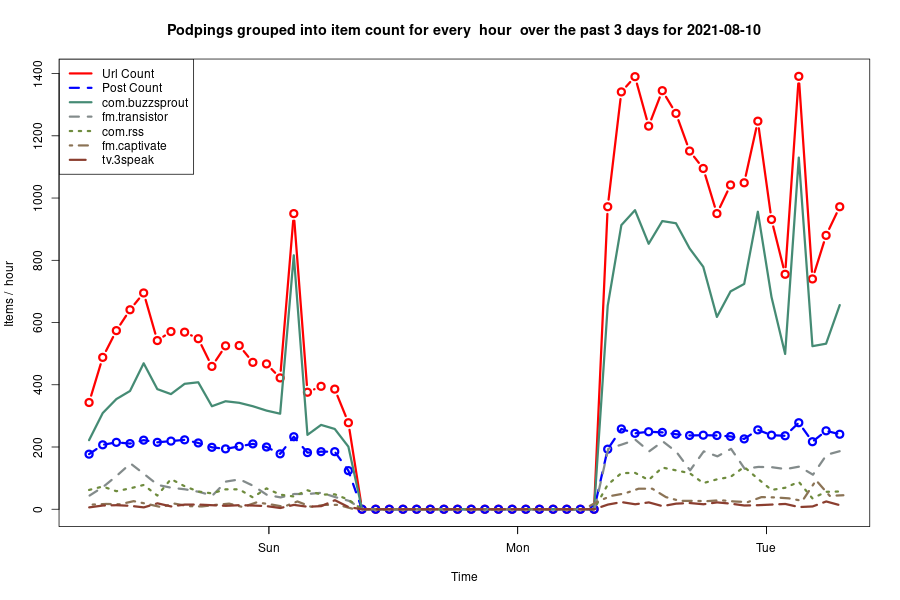 Podpings grouped into item count for every  hour  over the past 3 days for 2021-08-10
Url Count
Post Count
com.buzzsprout
fm.transistor
com.rss
fm.captivate
tv.3speak
1400
1200
1000
800
600
400
200
0
Items /  hour
Sun
Mon
Tue
Time